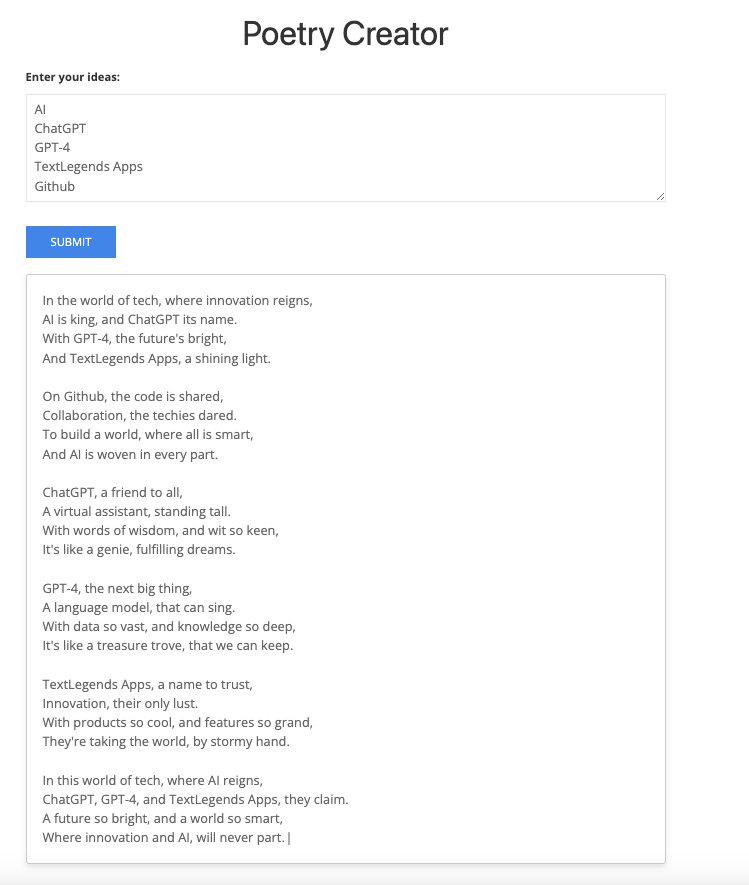 Poetry Creator
Enter your ideas:
AI
ChatGPT
GPT-4
TextLegends Apps
Github
SUBMIT
In the world of tech, where innovation reigns,
AI is king, and ChatGPT its name.
With GPT-4, the future's bright,
And TextLegends Apps, a shining light.
On Github, the code is shared,
Collaboration, the techies dared.
To build a world, where all is smart,
And AI is woven in every part.
ChatGPT, a friend to all,
A virtual assistant, standing tall.
With words of wisdom, and wit so keen,
It's like a genie, fulfilling dreams.
GPT-4, the next big thing,
A language model, that can sing.
With data so vast, and knowledge so deep,
It's like a treasure trove, that we can keep.
TextLegends Apps, a name to trust,
Innovation, their only lust.
With products so cool, and features so grand,
They're taking the world, by stormy hand.
In this world of tech, where AI reigns,
ChatGPT, GPT-4, and TextLegends Apps, they claim.
A future so bright, and a world so smart,
Where innovation and AI, will never part.